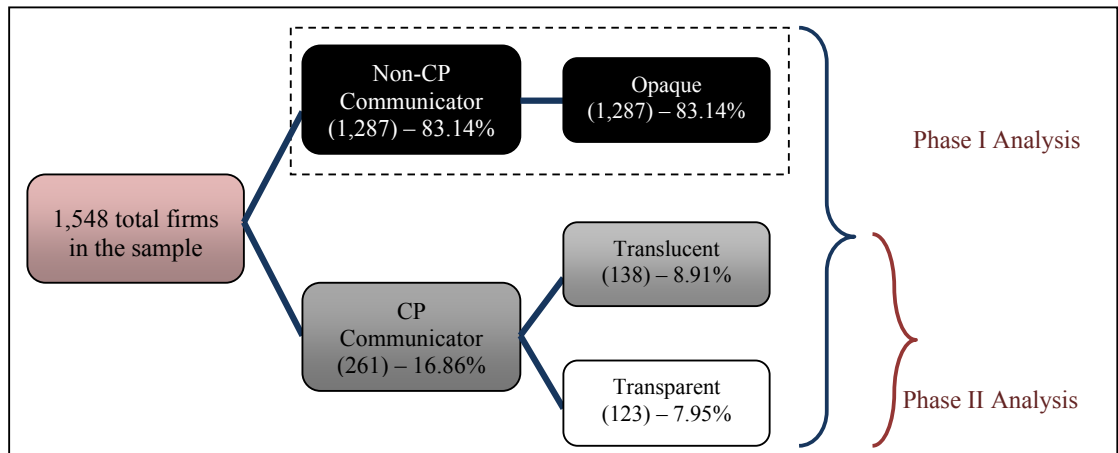 1,548 total firms
in the sample
Non-CP
Communicator
(1,287) – 83.14%
Opaque
(1,287) – 83.14%
CP
Communicator
(261) – 16.86%
Translucent
(138) – 8.91%
Transparent
(123) – 7.95%
Phase I Analysis
Phase II Analysis